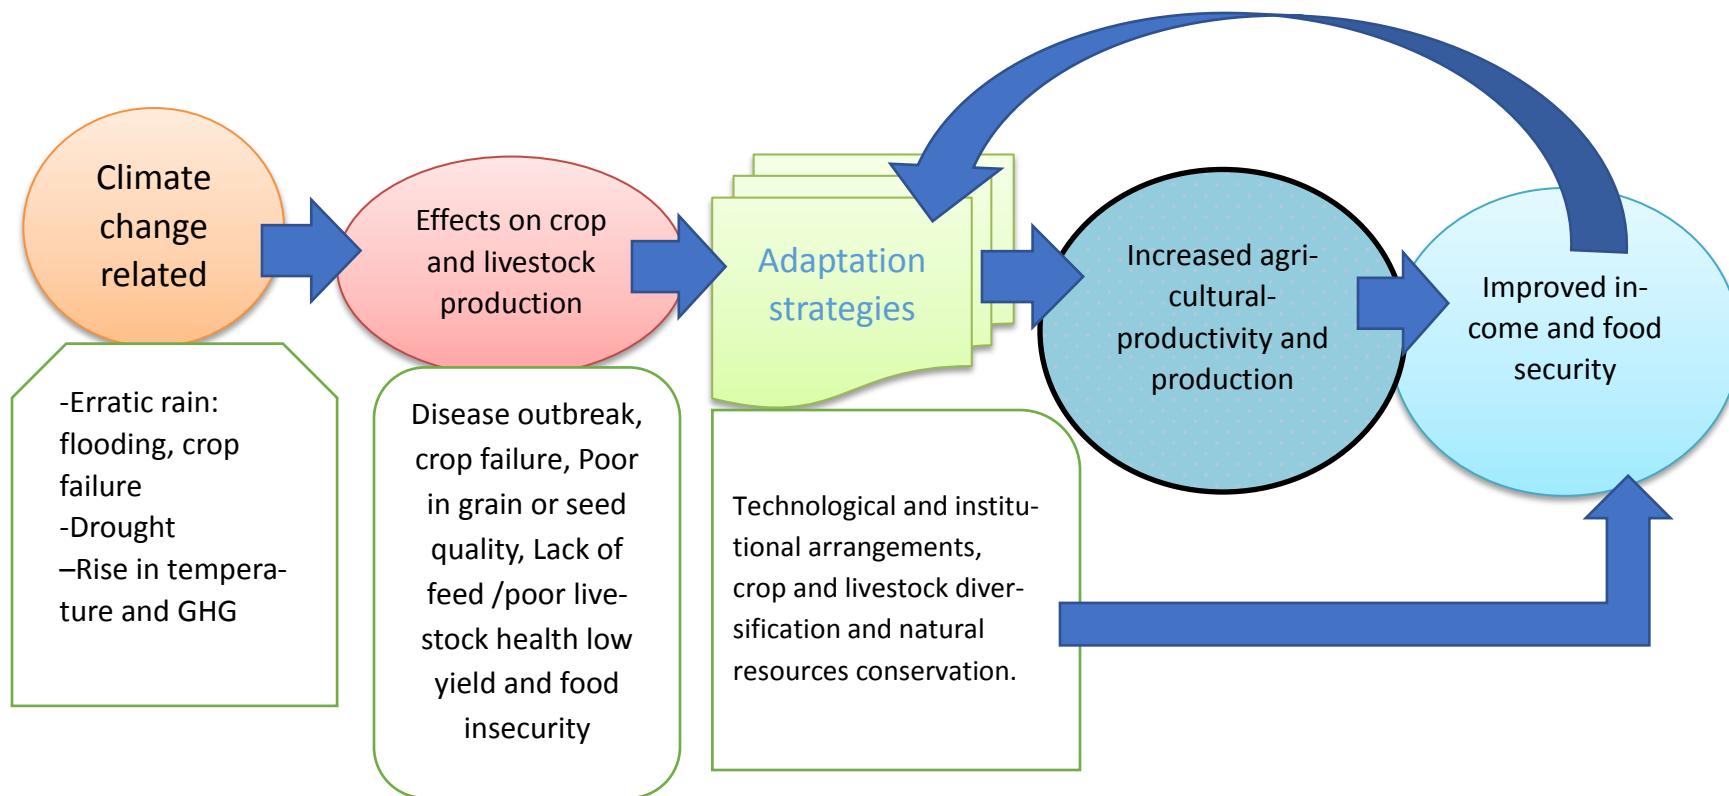 Climate
change
related
Effects on crop
and livestock
production
Adaptation
strategies
Increased agri-
cultural-
productivity and
production
Improved in-
come and food
security
-Erratic rain:
flooding, crop
failure
-Drought
–Rise in tempera-
ture and GHG
Disease outbreak,
crop failure, Poor
in grain or seed
quality, Lack of
feed /poor live-
stock health low
yield and food
insecurity
Technological and institu-
tional arrangements,
crop and livestock diver-
sification and natural
resources conservation.